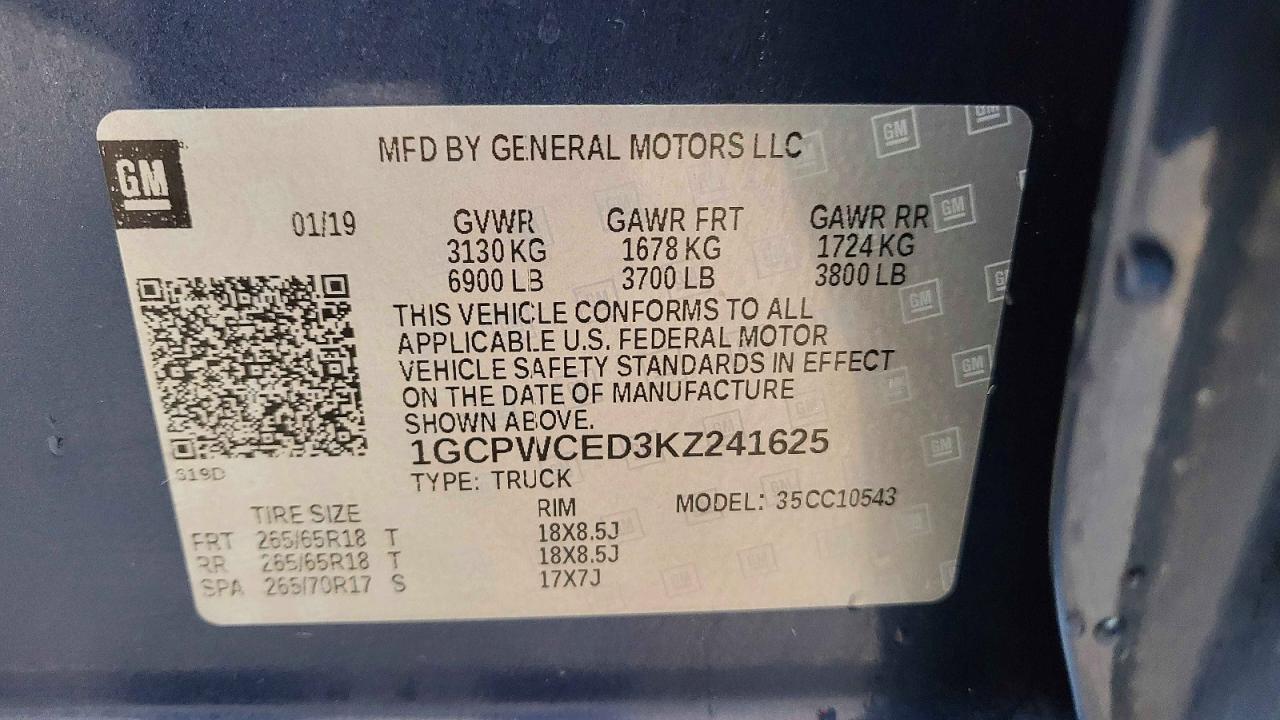 GM
MFD BY GENERAL MOTORS LLC
01/19 GVWR GAWR FRT GAWR RR
3130 KG 1678 KG 1724 KG
6900 LB 3700 LB 3800 LB
THIS VEHICLE CONFORMS TO ALL
APPLICABLE U.S. FEDERAL MOTOR
VEHICLE SAFETY STANDARDS IN EFFECT
ON THE DATE OF MANUFACTURE
SHOWN ABOVE.
1GCPWCED3KZ241625
S19D
TYPE: TRUCK
TIRE SIZE RIM MODEL: 35CC10543
FRT 265/65R18 T 18X8.5J
RR 265/65R18 T 18X8.5J
SPA 265/70R17 S 17X7J